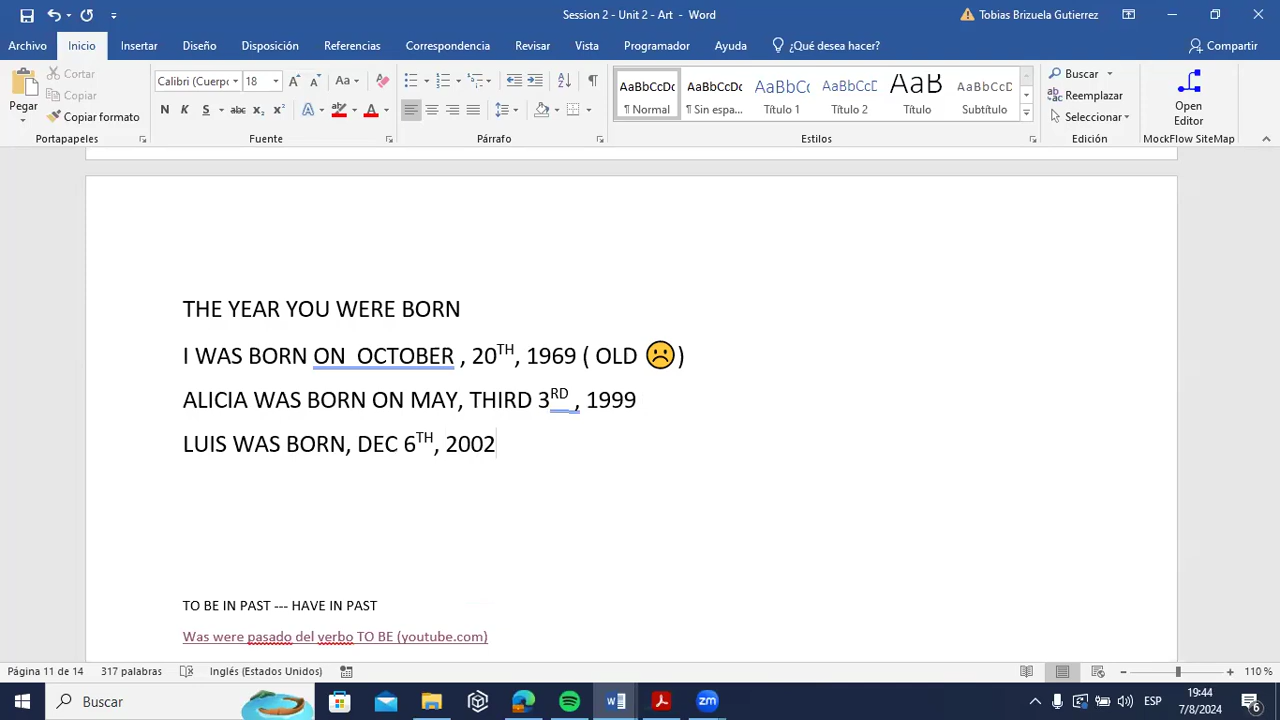 Session 2 - Unit 2 - Art - Word
Tobias Brizuela Gutierrez
Archivo Inicio Insertar Diseño Disposición Referencias Correspondencia Revisar Vista Programador Ayuda ¿Qué desea hacer? Compartir
Pegar
Cortar
Copiar
Copiar formato
Portapapeles
Calibri (Cuerpo 18
N K S abc x₂ x²
Fuente
Párrafo
AaBbCcDc AaBbCcDc AaBbCc AaBbCcD AaB AaBbCcD
¶ Normal ¶ Sin espa... Título 1 Título 2 Título Subtítulo
Estilos
Buscar
Reemplazar
Seleccionar
Edición
Open
Editor
MockFlow SiteMap
THE YEAR YOU WERE BORN
I WAS BORN ON OCTOBER , 20TH, 1969 ( OLD ☹️)
ALICIA WAS BORN ON MAY, THIRD 3RD , 1999
LUIS WAS BORN, DEC 6TH, 2002
TO BE IN PAST --- HAVE IN PAST
Was were pasado del verbo TO BE (youtube.com)
Página 11 de 14 317 palabras Inglés (Estados Unidos) 110 %
Buscar
ESP
19:44
7/8/2024
6